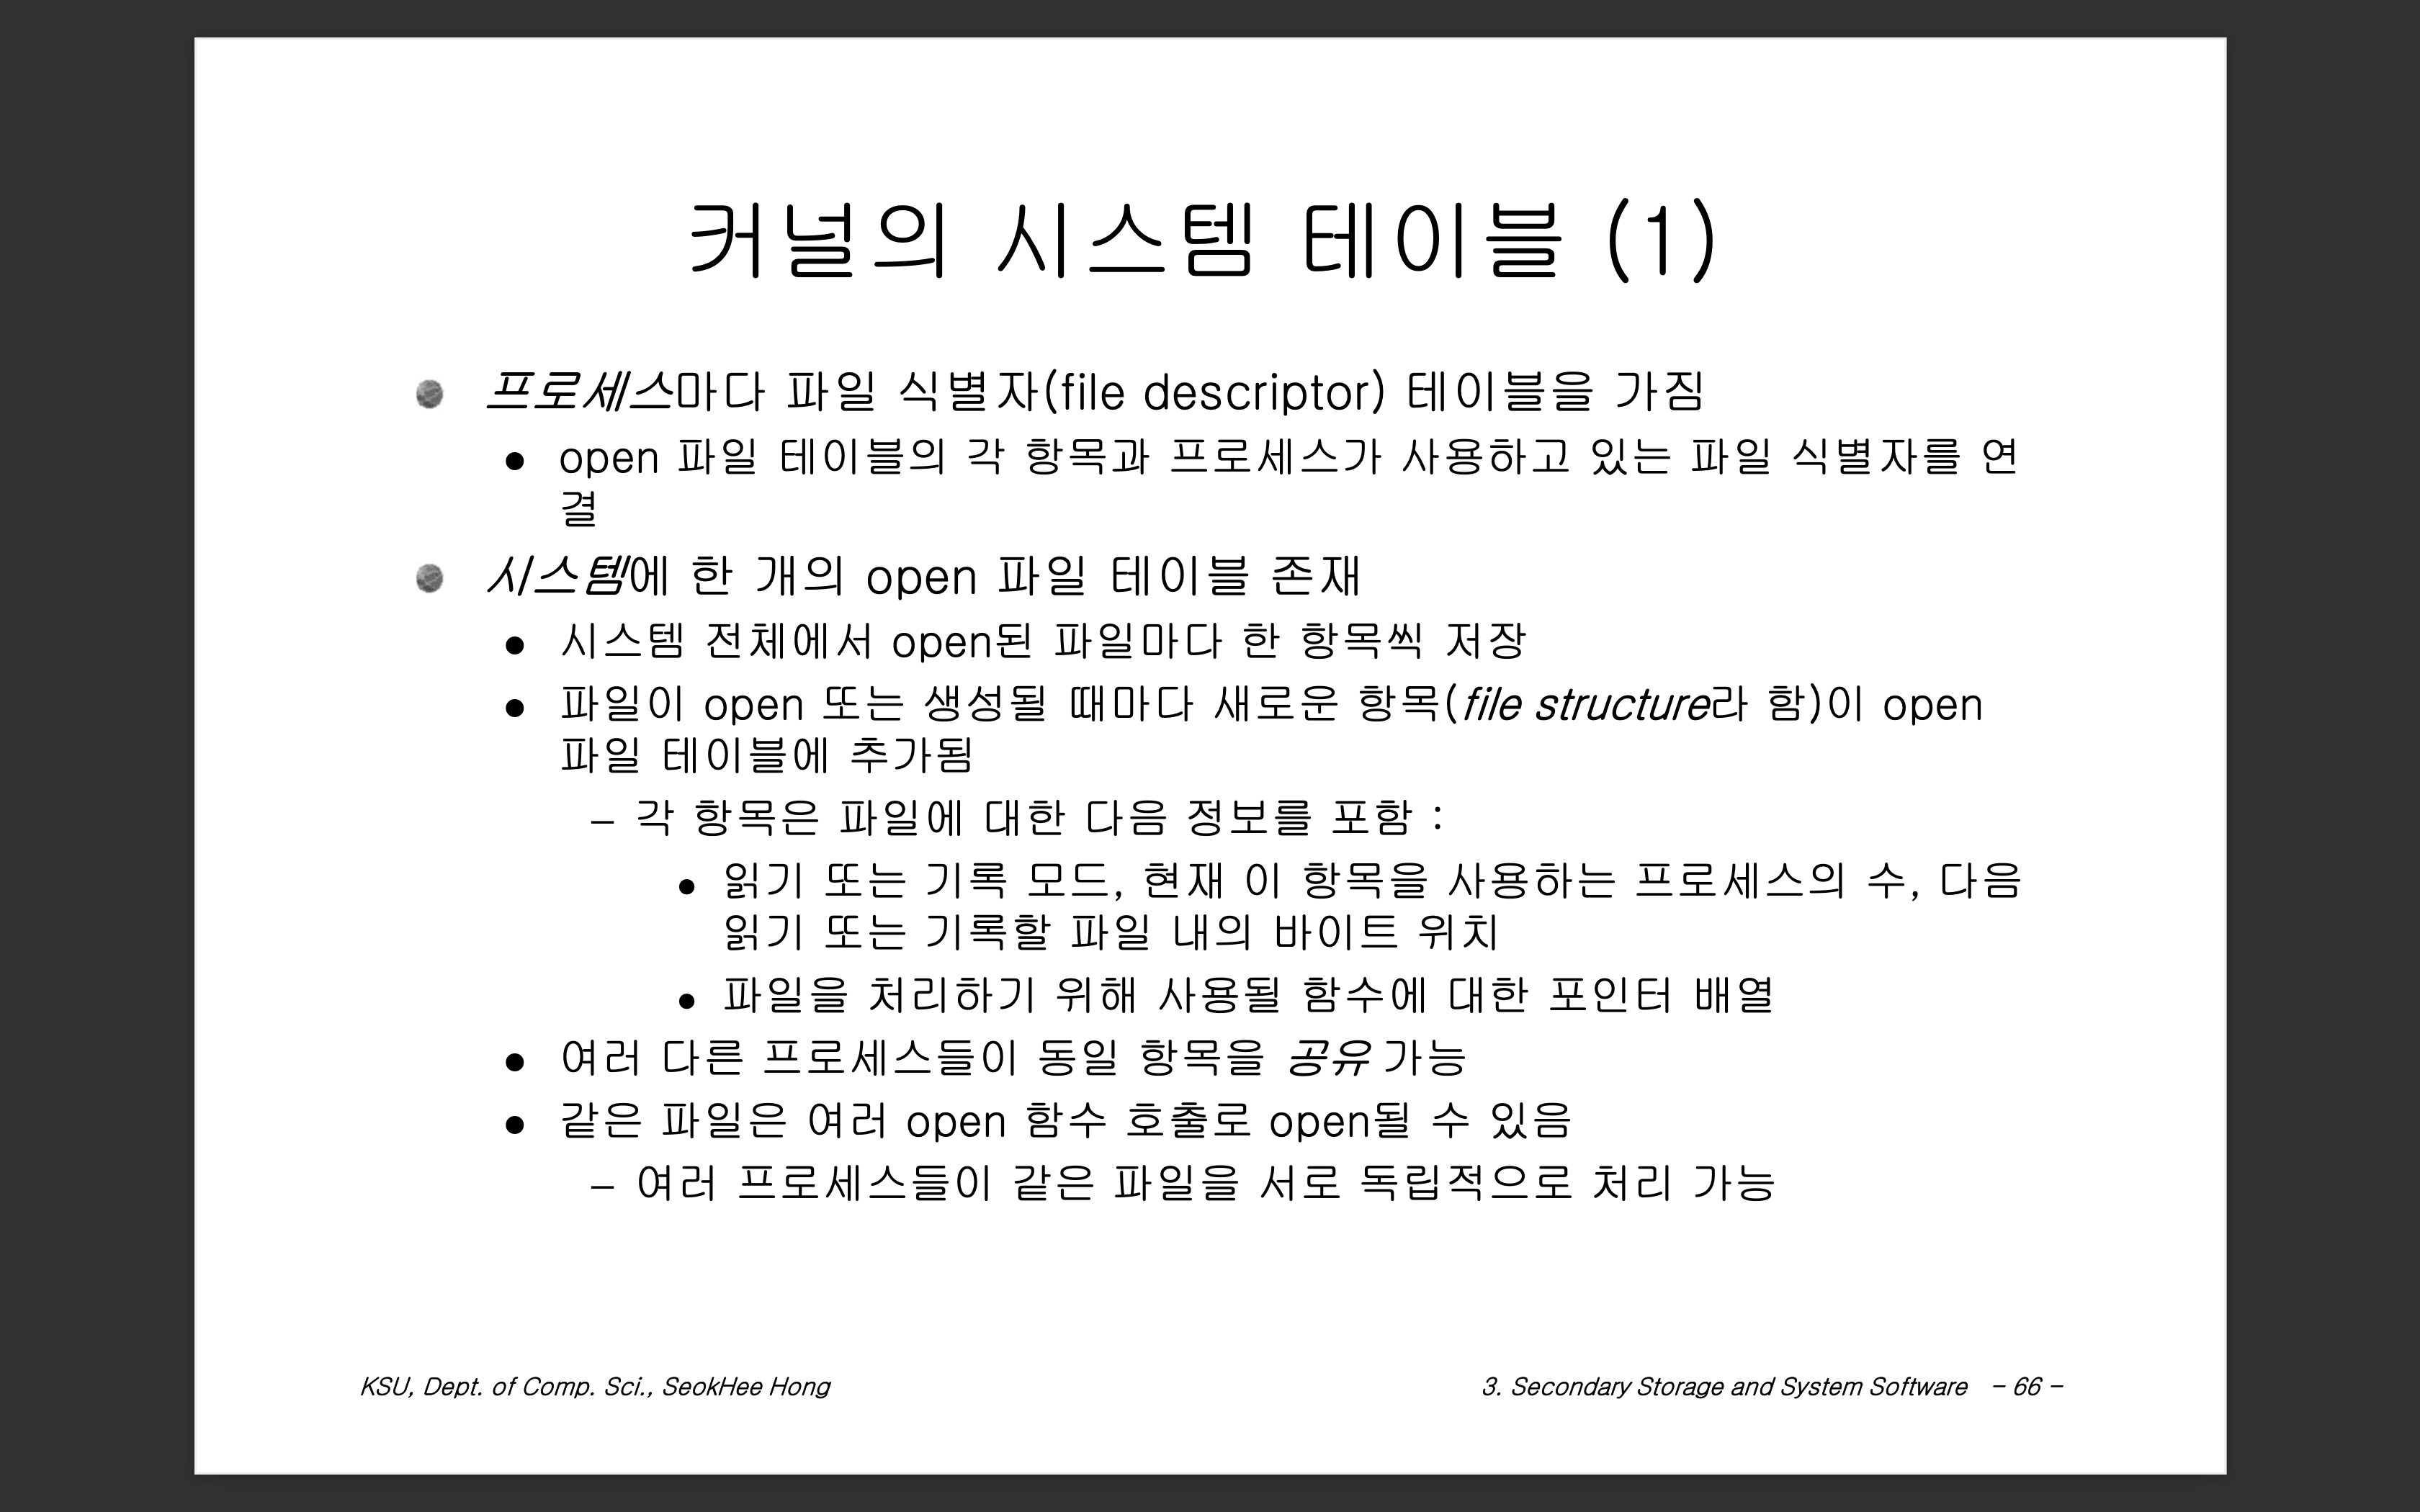 커널의 시스템 테이블 (1)
프로세스마다 파일 식별자(file descriptor) 테이블을 가짐
● open 파일 테이블의 각 항목과 프로세스가 사용하고 있는 파일 식별자를 연
결
시스템에 한 개의 open 파일 테이블 존재
● 시스템 전체에서 open된 파일마다 한 항목씩 저장
● 파일이 open 또는 생성될 때마다 새로운 항목(file structure라 함)이 open
파일 테이블에 추가됨
– 각 항목은 파일에 대한 다음 정보를 포함 :
● 읽기 또는 기록 모드, 현재 이 항목을 사용하는 프로세스의 수, 다음
읽기 또는 기록할 파일 내의 바이트 위치
● 파일을 처리하기 위해 사용될 함수에 대한 포인터 배열
● 여러 다른 프로세스들이 동일 항목을 공유가능
● 같은 파일은 여러 open 함수 호출로 open될 수 있음
– 여러 프로세스들이 같은 파일을 서로 독립적으로 처리 가능
KSU, Dept. of Comp. Sci., SeokHee Hong
3. Secondary Storage and System Software – 66 –